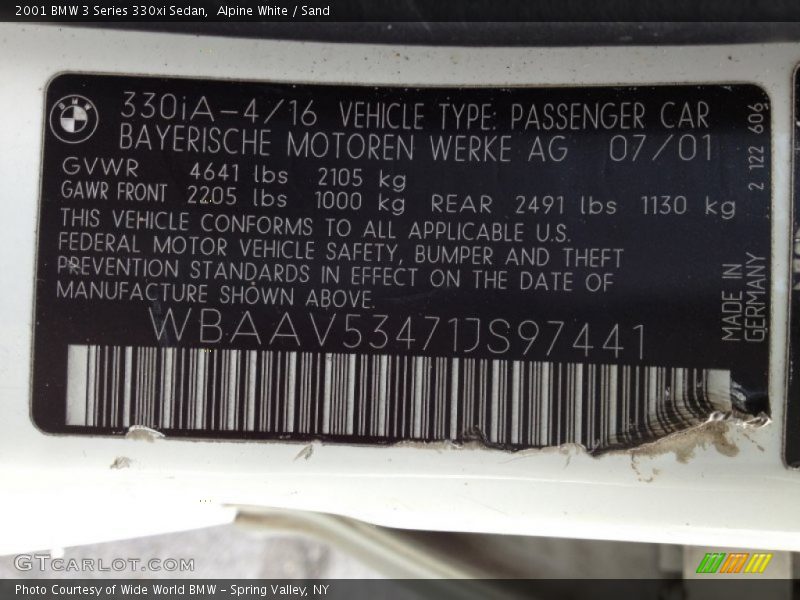 2001 BMW 3 Series 330xi Sedan,  Alpine White / Sand
BMW
330iA-4/16 VEHICLE TYPE: PASSENGER CAR
BAYERISCHE MOTOREN WERKE AG 07/01
GVWR 4641 lbs 2105 kg
GAWR FRONT 2205 lbs 1000 kg REAR 2491 lbs 1130 kg
THIS VEHICLE CONFORMS TO ALL APPLICABLE U.S.
FEDERAL MOTOR VEHICLE SAFETY, BUMPER AND THEFT
PREVENTION STANDARDS IN EFFECT ON THE DATE OF
MANUFACTURE SHOWN ABOVE.
WBAAV53471JS97441
2 122 606
MADE IN
GERMANY
GTCARLOT.COM
Photo Courtesy of Wide World BMW - Spring Valley, NY